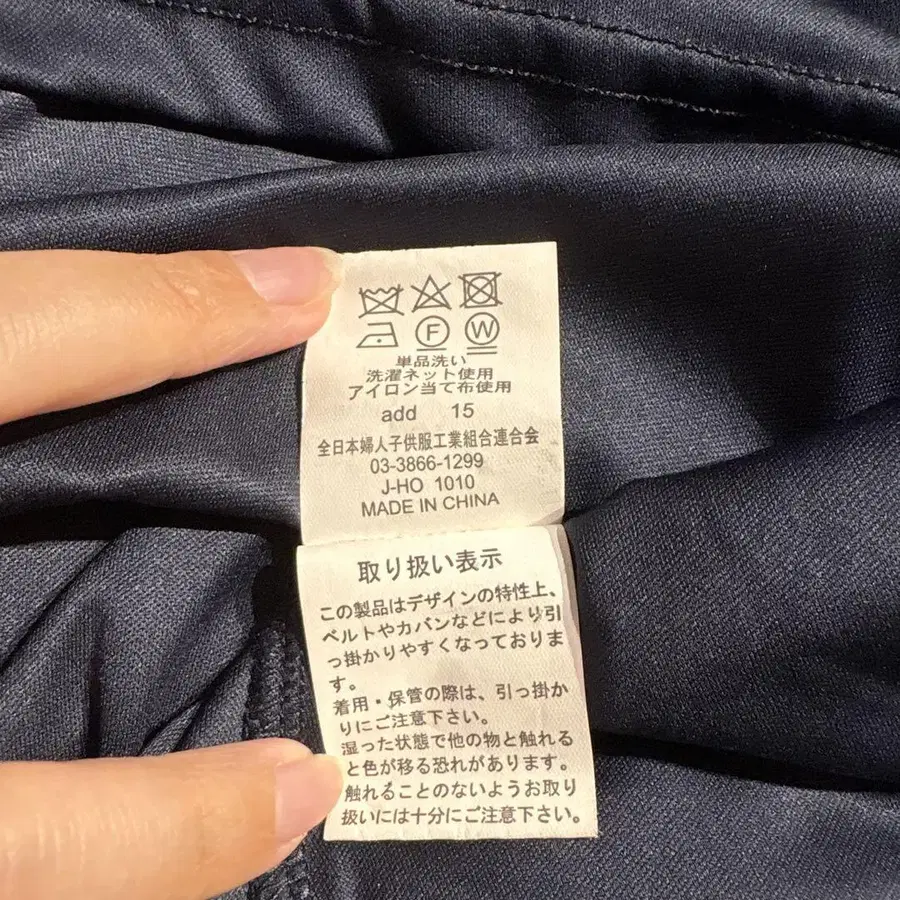 F W
単品洗い
洗濯ネット使用
アイロン当て布使用
add 15
全日本婦人子供服工業組合連合会
03-3866-1299
J-HO 1010
MADE IN CHINA
取り扱い表示
この製品はデザインの特性上、
ベルトやカバンなどにより引
っ掛かりやすくなっておりま
す。
着用・保管の際は、引っ掛か
りにご注意下さい。
湿った状態で他の物と触れる
と色が移る恐れがあります。
触れることのないようお取り
扱いには十分にご注意下さい。